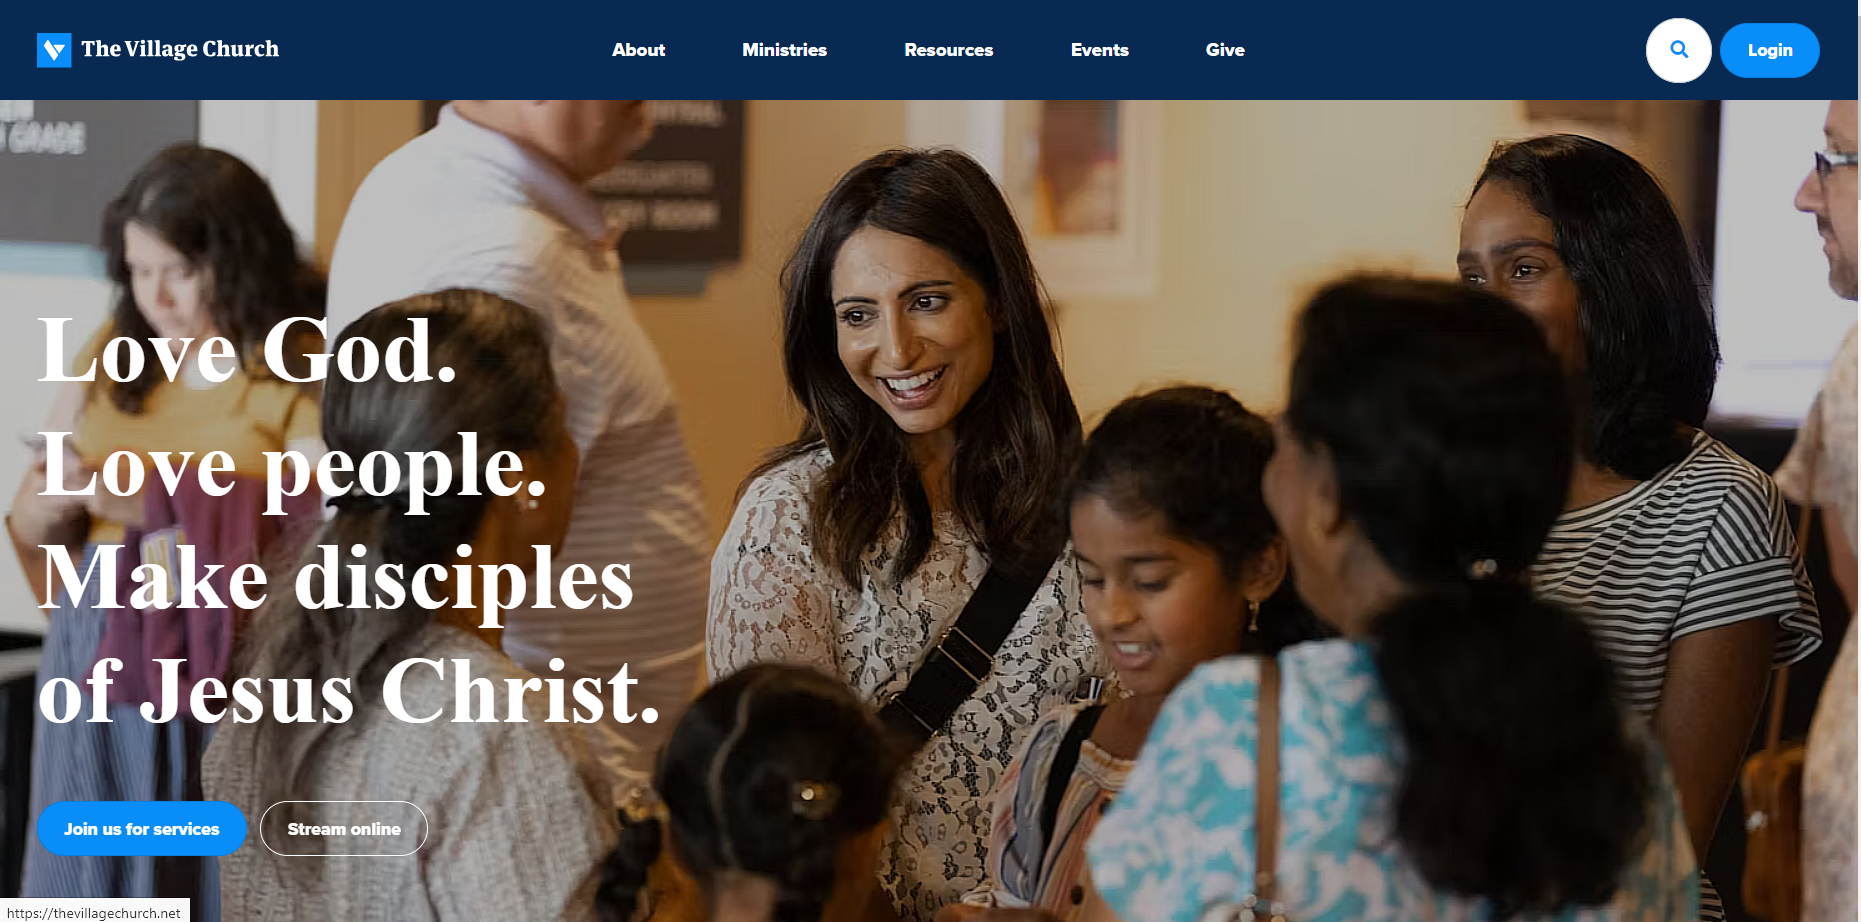 The Village Church
About
Ministries
Resources
Events
Give
Login
GRADE
Love God.
Love people.
Make disciples
of Jesus Christ.
Join us for services
Stream online
https://thevillagechurch.net